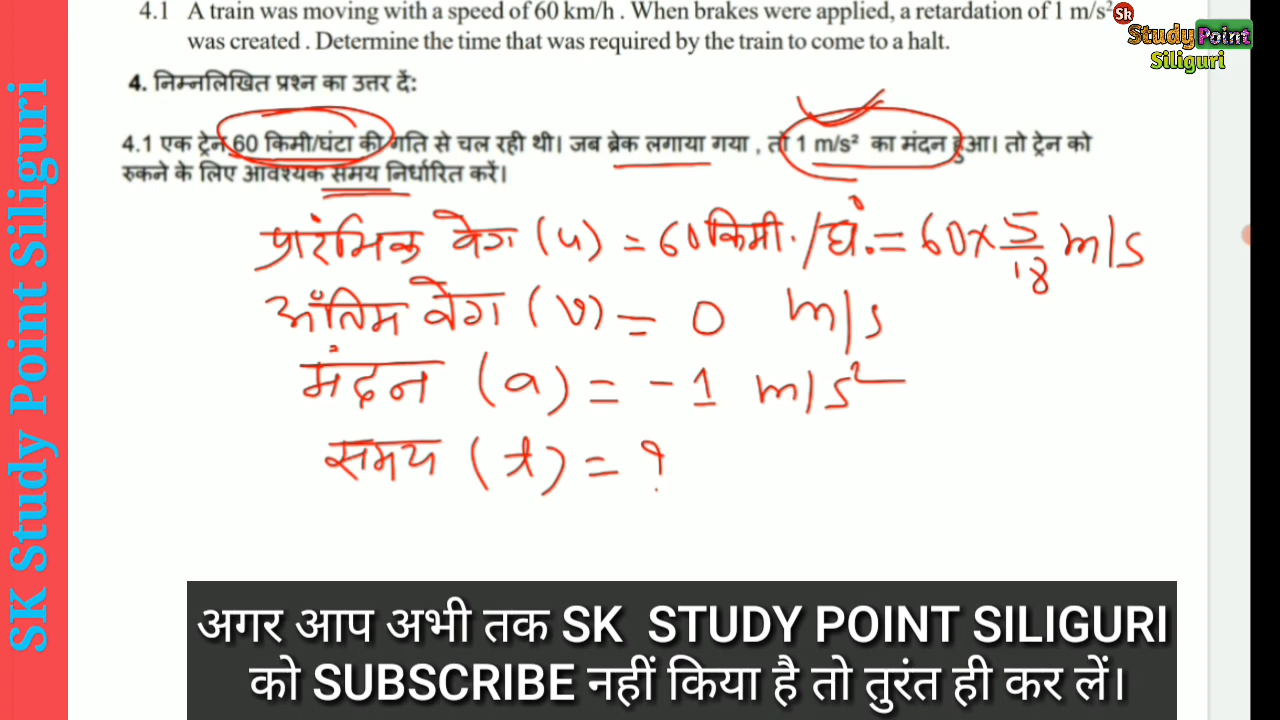 4.1 A train was moving with a speed of 60 km/h . When brakes were applied, a retardation of 1 m/s²
was created . Determine the time that was required by the train to come to a halt.
Sk
Study Point
Siliguri
4. निम्नलिखित प्रश्न का उत्तर दें:
4.1 एक ट्रेन 60 किमी/घंटा की गति से चल रही थी। जब ब्रेक लगाया गया , तो 1 m/s² का मंदन हुआ। तो ट्रेन को
रुकने के लिए आवश्यक समय निर्धारित करें।
प्रारंभिक वेग (u) = 60 किमी. / घं. = 60 × 5/18 m/s
अंतिम वेग (v) = 0 m/s
मंदन (a) = -1 m/s²
समय (t) = ?
SK Study Point Siliguri
अगर आप अभी तक SK STUDY POINT SILIGURI
को SUBSCRIBE नहीं किया है तो तुरंत ही कर लें।